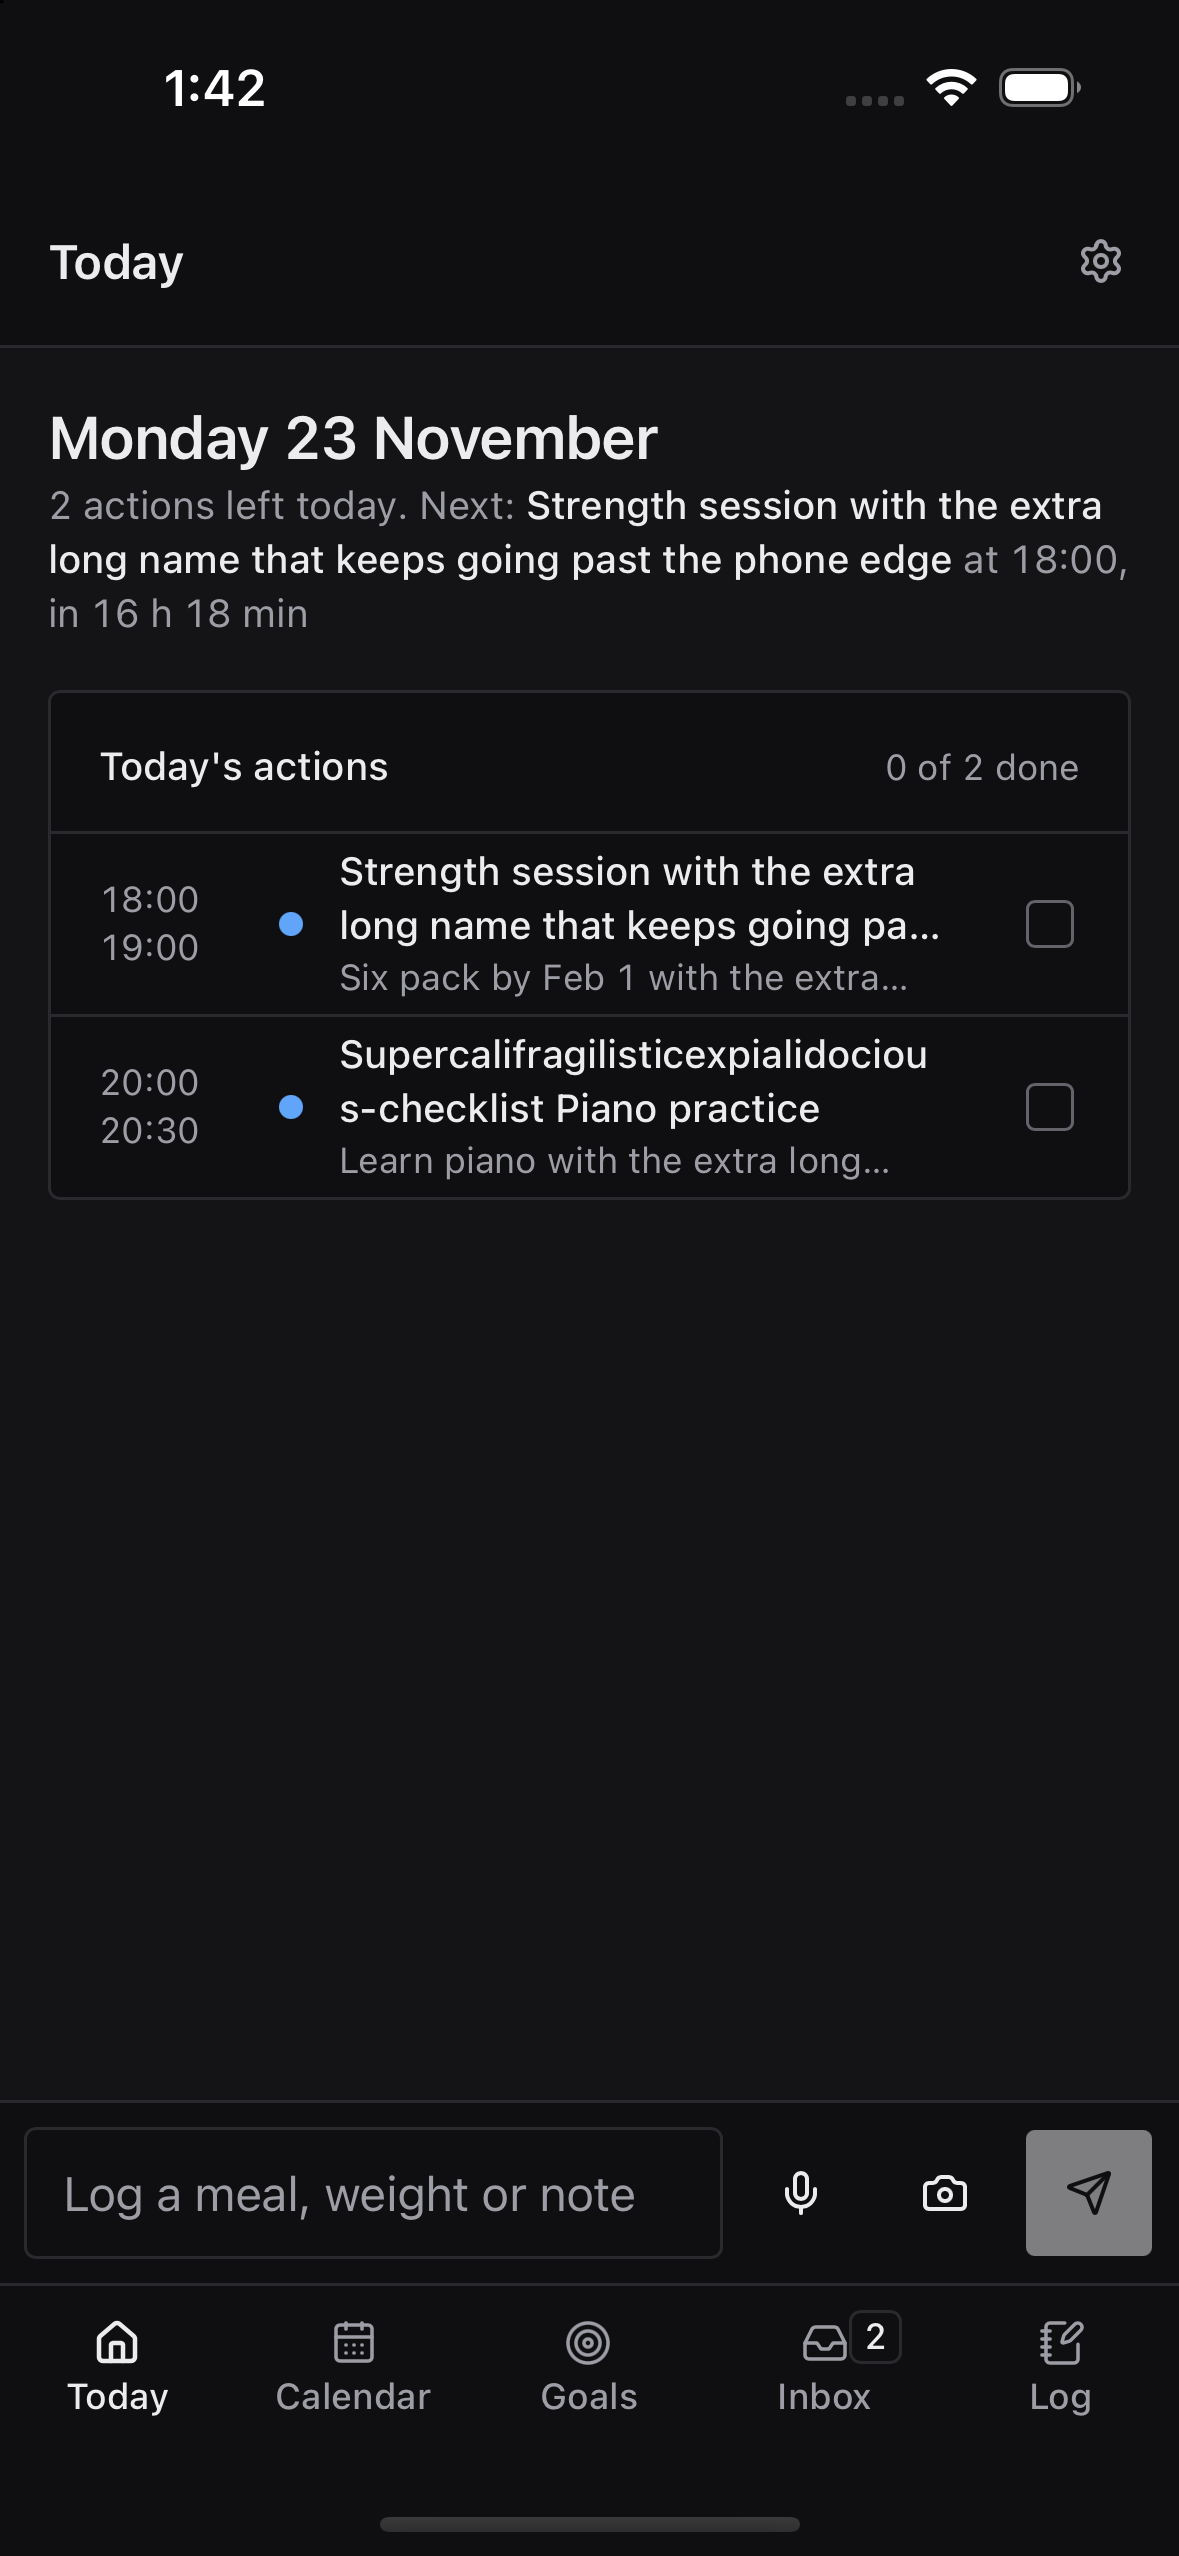 1:42
Today
Monday 23 November
2 actions left today. Next: Strength session with the extra
long name that keeps going past the phone edge at 18:00,
in 16 h 18 min
Today's actions
0 of 2 done
18:00
19:00
Strength session with the extra
long name that keeps going pa...
Six pack by Feb 1 with the extra...
20:00
20:30
Supercalifragilisticexpialidociou
s-checklist Piano practice
Learn piano with the extra long...
Log a meal, weight or note
2
Today
Calendar
Goals
Inbox
Log